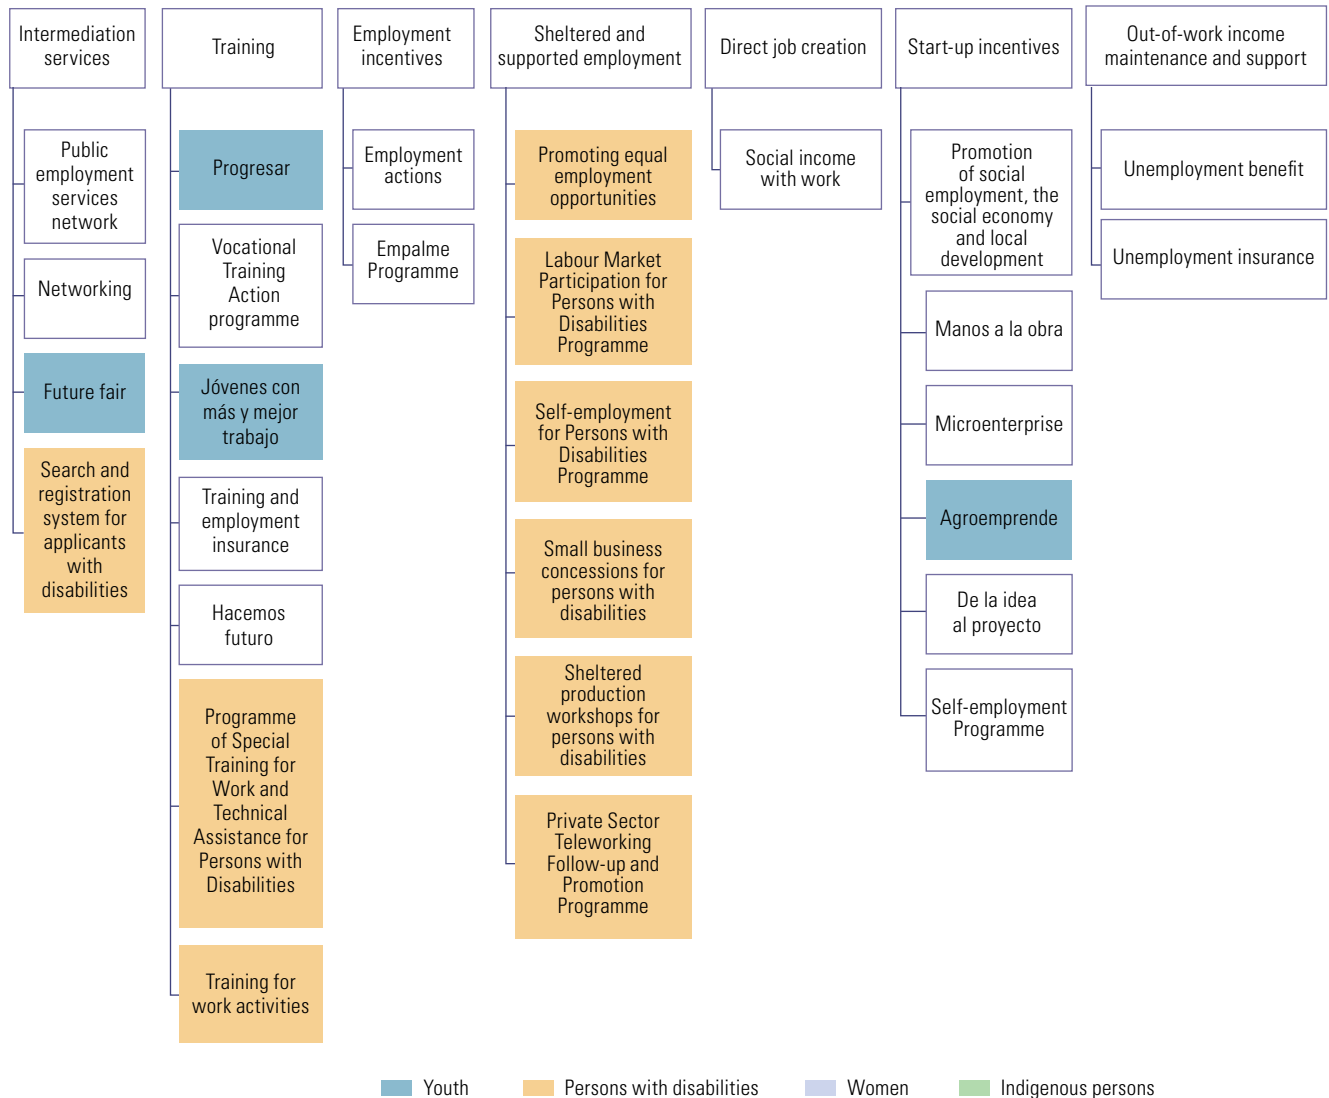 Intermediation
services
Public
employment
services
network
Networking
Future fair
Search and
registration
system for
applicants
with
disabilities
Training
Progresar
Vocational
Training
Action
programme
Jóvenes con
más y mejor
trabajo
Training and
employment
insurance
Hacemos
futuro
Programme
of Special
Training for
Work and
Technical
Assistance for
Persons with
Disabilities
Training for
work activities
Employment
incentives
Employment
actions
Empalme
Programme
Sheltered and
supported employment
Promoting equal
employment
opportunities
Labour Market
Participation for
Persons with
Disabilities
Programme
Self-employment
for Persons with
Disabilities
Programme
Small business
concessions for
persons with
disabilities
Sheltered
production
workshops for
persons with
disabilities
Private Sector
Teleworking
Follow-up and
Promotion
Programme
Direct job creation
Social income
with work
Start-up incentives
Promotion
of social
employment, the
social economy
and local
development
Manos a la obra
Microenterprise
Agroemprende
De la idea
al proyecto
Self-employment
Programme
Out-of-work income
maintenance and support
Unemployment benefit
Unemployment insurance
Youth
Persons with disabilities
Women
Indigenous persons